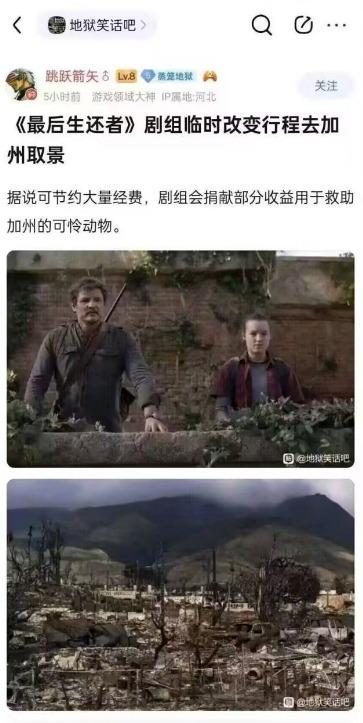 地狱笑话吧
跳跃箭矢 Lv.8 蒸笼地狱
5小时前 游戏领域大神 IP属地:河北
关注
《最后生还者》剧组临时改变行程去加
州取景
据说可节约大量经费，剧组会捐献部分收益用于救助
加州的可怜动物。
@地狱笑话吧
@地狱笑话吧